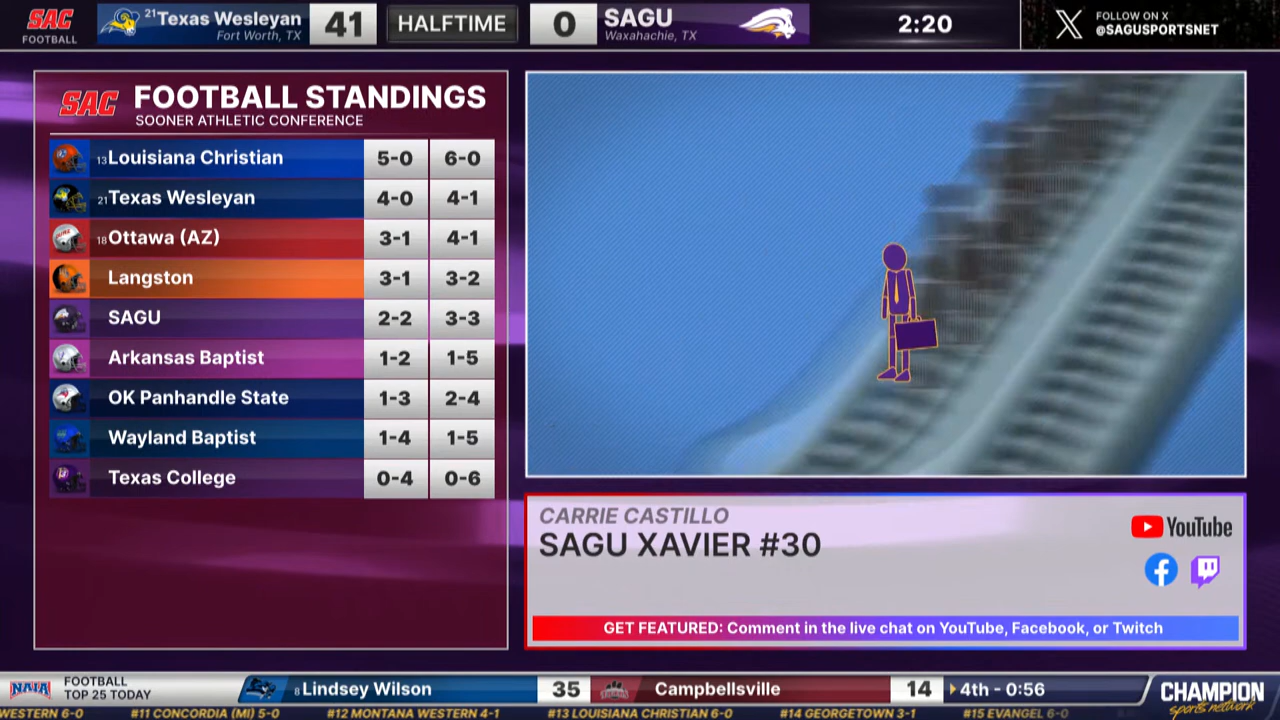 SAC
FOOTBALL
21 Texas Wesleyan
Fort Worth, TX
41
HALFTIME
0
SAGU
Waxahachie, TX
2:20
FOLLOW ON X
@SAGUSPORTSNET
SAC
FOOTBALL STANDINGS
SOONER ATHLETIC CONFERENCE
13 Louisiana Christian 5-0 6-0
21 Texas Wesleyan 4-0 4-1
18 Ottawa (AZ) 3-1 4-1
Langston 3-1 3-2
SAGU 2-2 3-3
Arkansas Baptist 1-2 1-5
OK Panhandle State 1-3 2-4
Wayland Baptist 1-4 1-5
Texas College 0-4 0-6
CARRIE CASTILLO
SAGU XAVIER #30
YouTube
GET FEATURED: Comment in the live chat on YouTube, Facebook, or Twitch
NAIA
FOOTBALL
TOP 25 TODAY
8 Lindsey Wilson 35
Campbellsville 14
4th - 0:56
CHAMPION
sports network
WESTERN 6-0 #11 CONCORDIA (MI) 5-0 #12 MONTANA WESTERN 4-1 #13 LOUISIANA CHRISTIAN 6-0 #14 GEORGETOWN 3-1 #15 EVANGEL 6-0